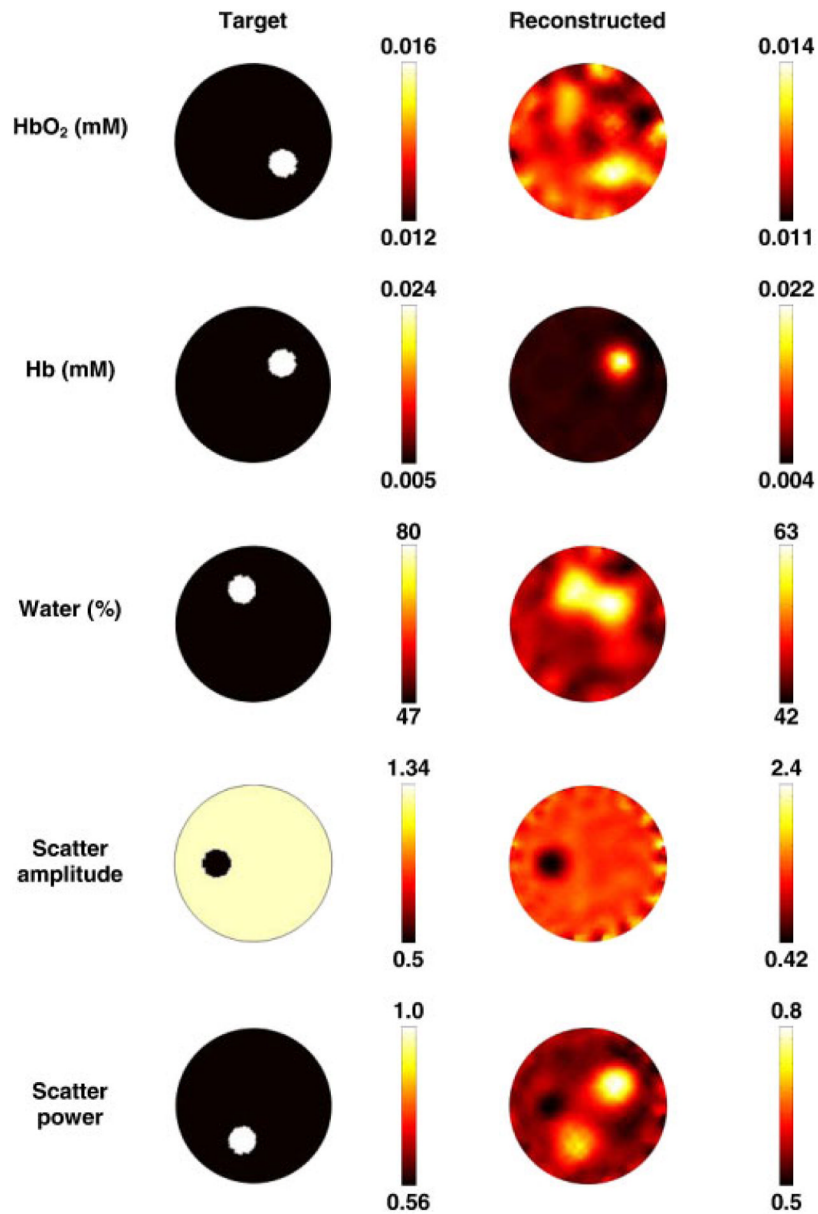 Target Reconstructed
0.016 0.014
HbO₂ (mM)
0.012 0.011
0.024 0.022
Hb (mM)
0.005 0.004
80 63
Water (%)
47 42
1.34 2.4
Scatter
amplitude
0.5 0.42
1.0 0.8
Scatter
power
0.56 0.5